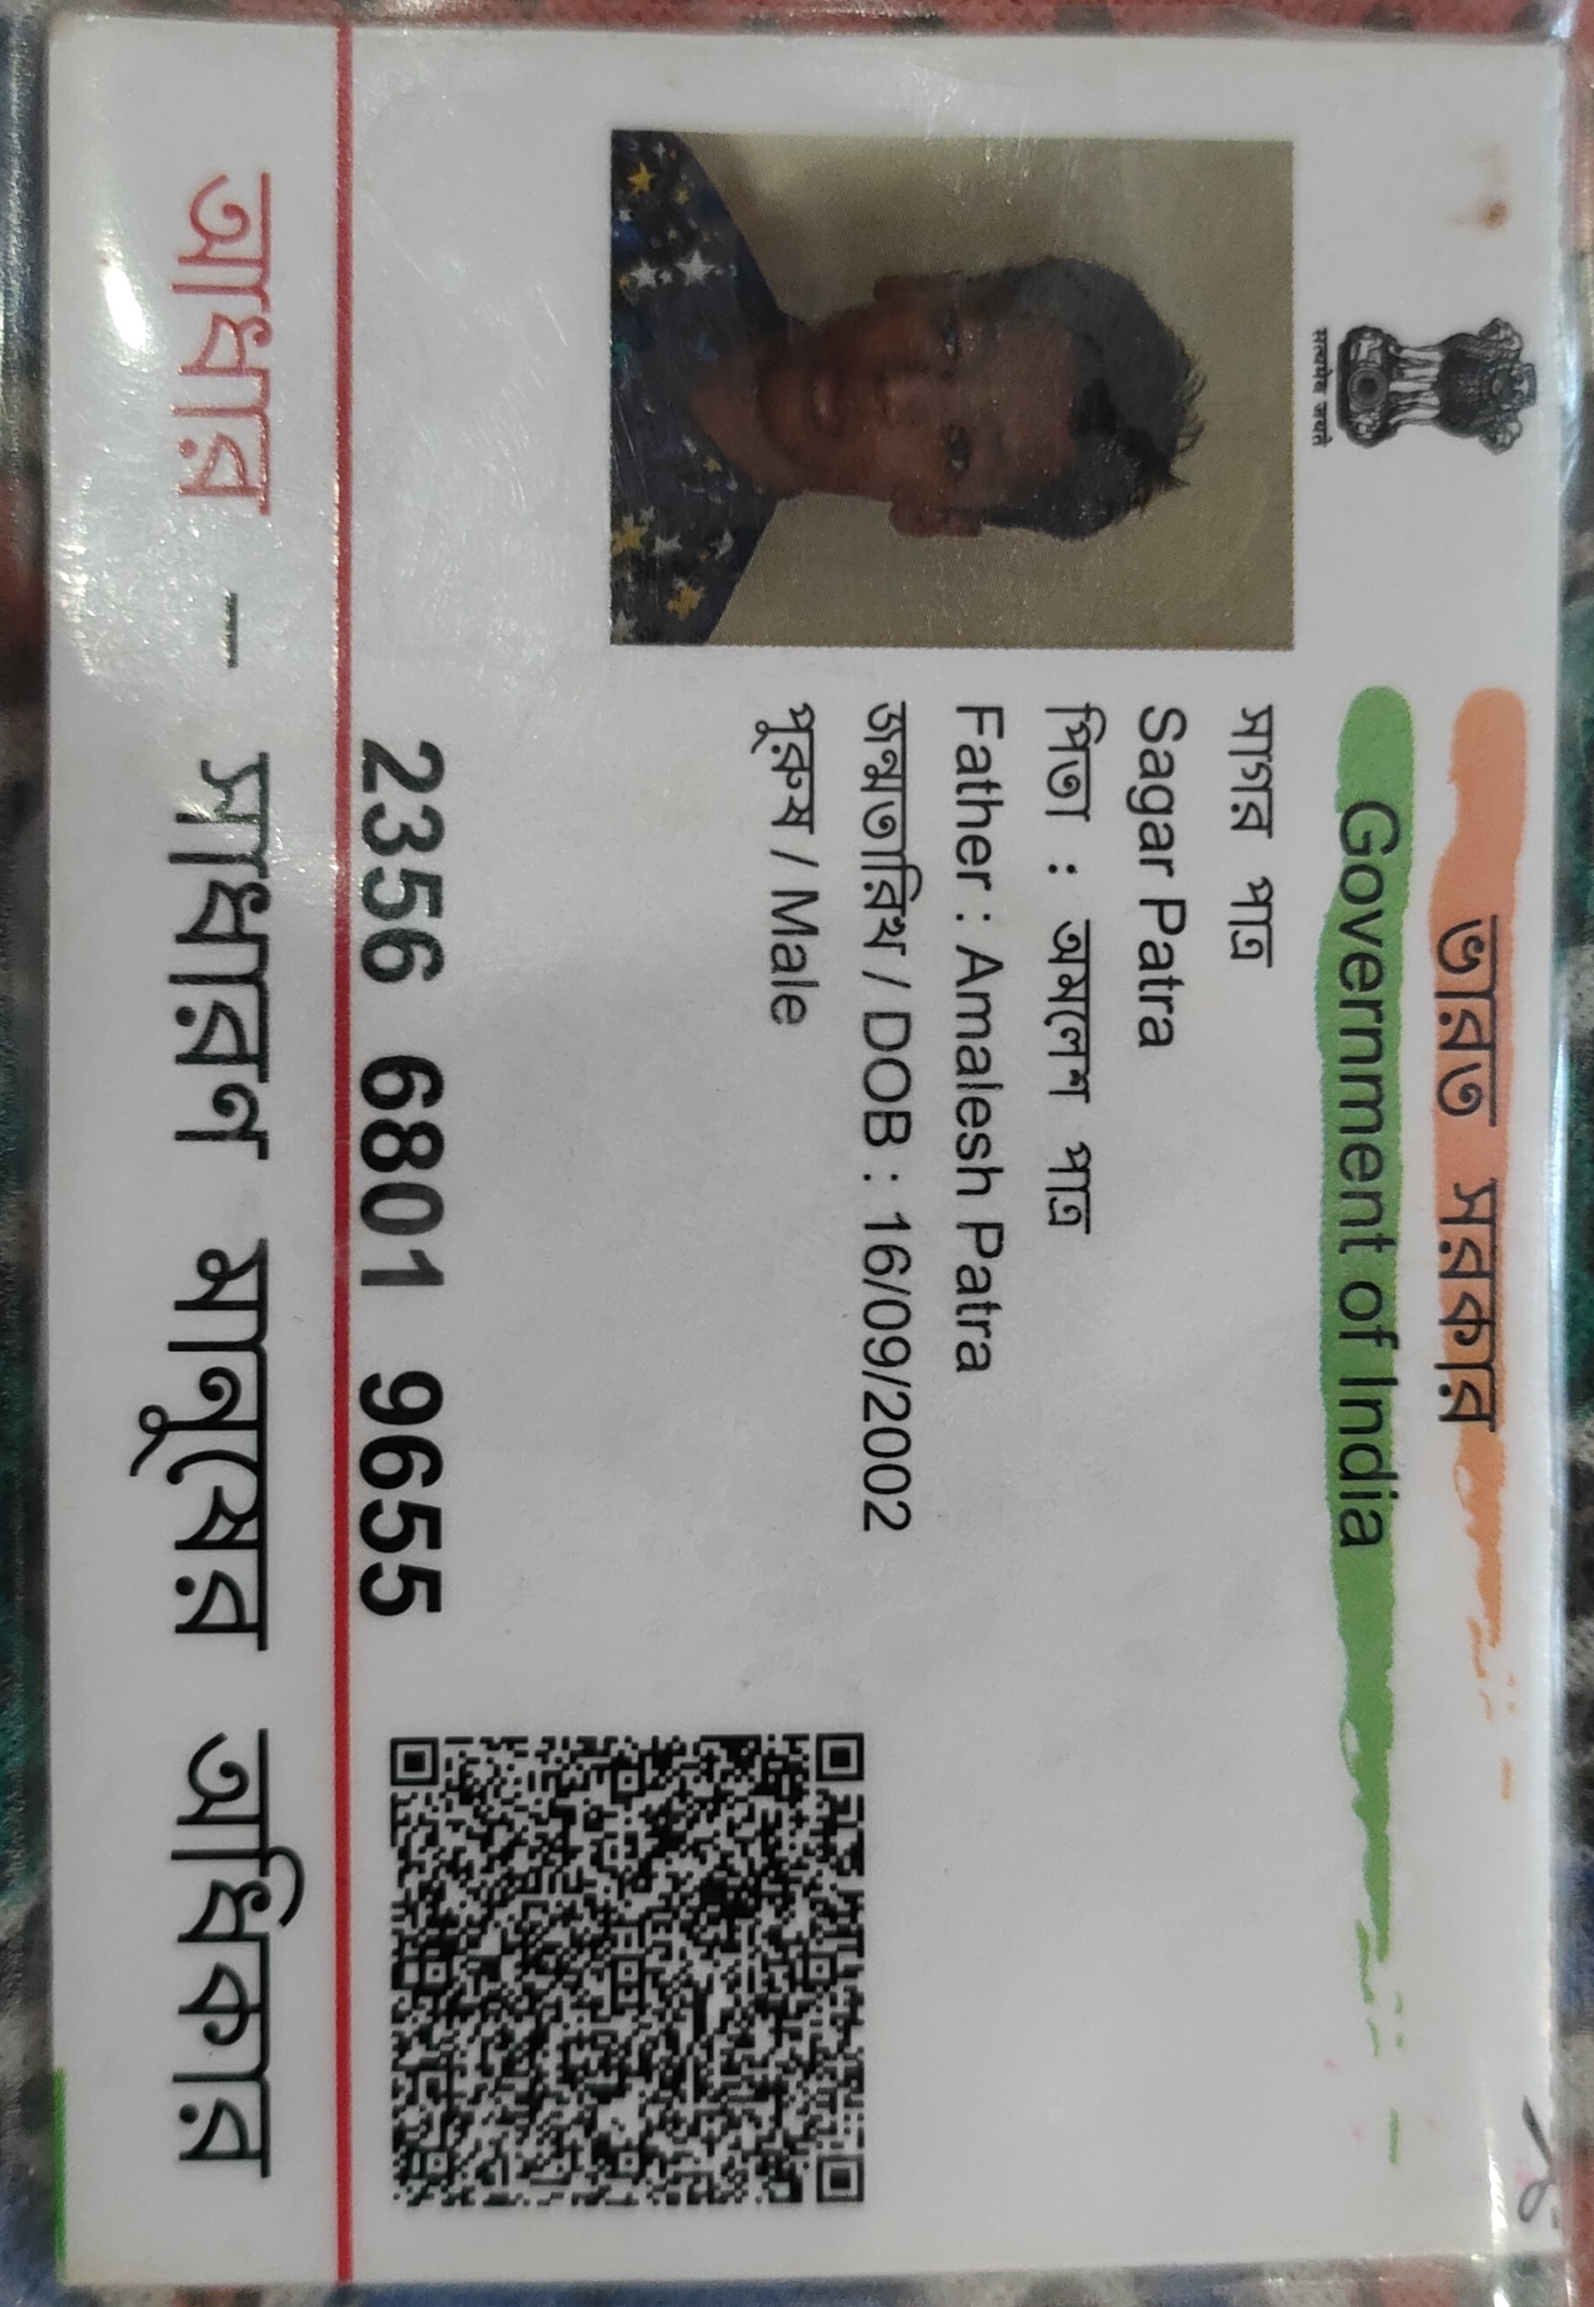 ভারত সরকার
Government of India
सत्यमेव जयते
সাগর পাত্র
Sagar Patra
পিতা : অমলেশ পাত্র
Father : Amalesh Patra
জন্মতারিখ / DOB : 16/09/2002
পুরুষ / Male
2356 6801 9655
আধার - সাধারন মানুষের অধিকার